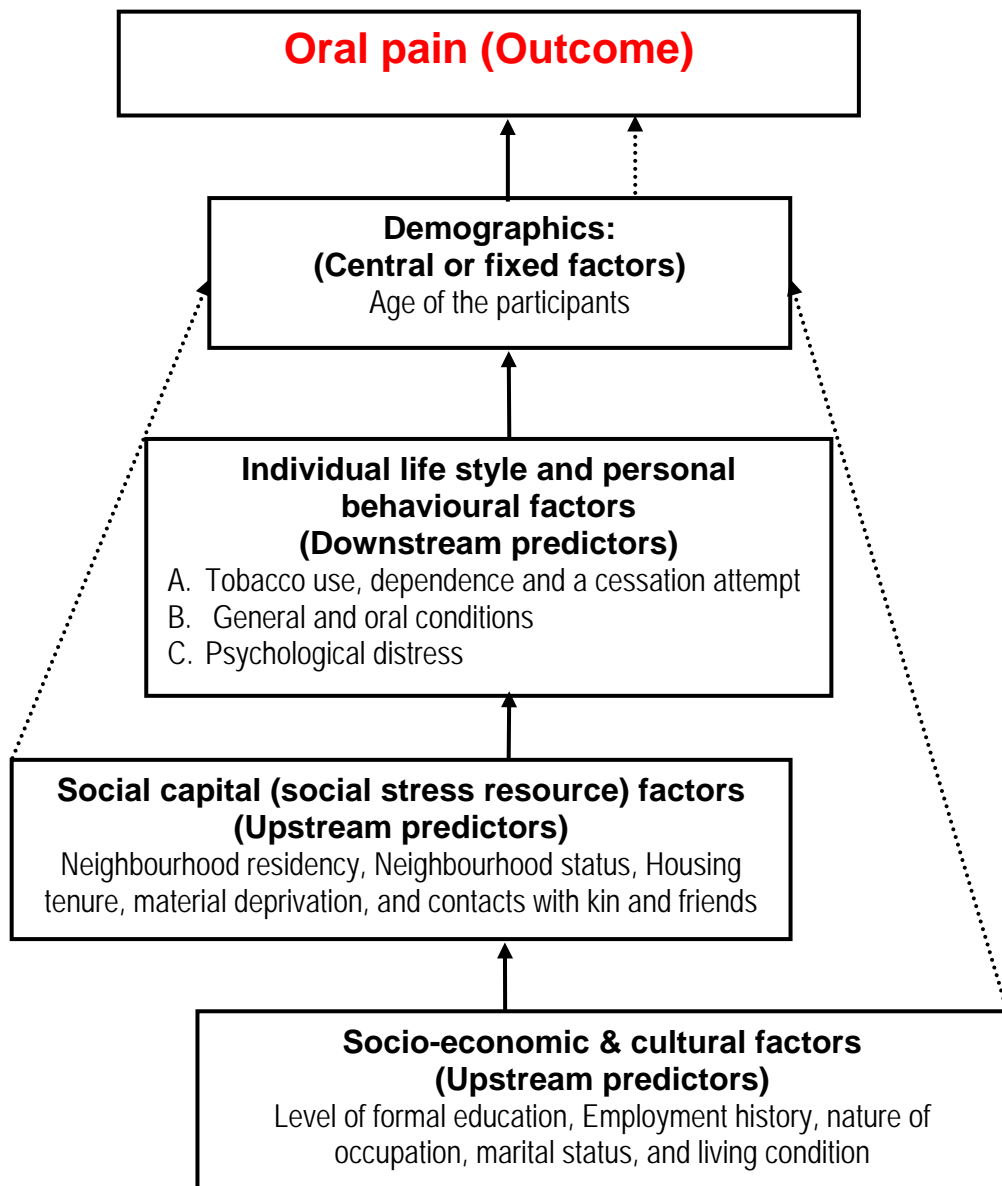 Oral pain (Outcome)
Demographics:
(Central or fixed factors)
Age of the participants
Individual life style and personal
behavioural factors
(Downstream predictors)
A. Tobacco use, dependence and a cessation attempt
B. General and oral conditions
C. Psychological distress
Social capital (social stress resource) factors
(Upstream predictors)
Neighbourhood residency, Neighbourhood status, Housing
tenure, material deprivation, and contacts with kin and friends
Socio-economic & cultural factors
(Upstream predictors)
Level of formal education, Employment history, nature of
occupation, marital status, and living condition